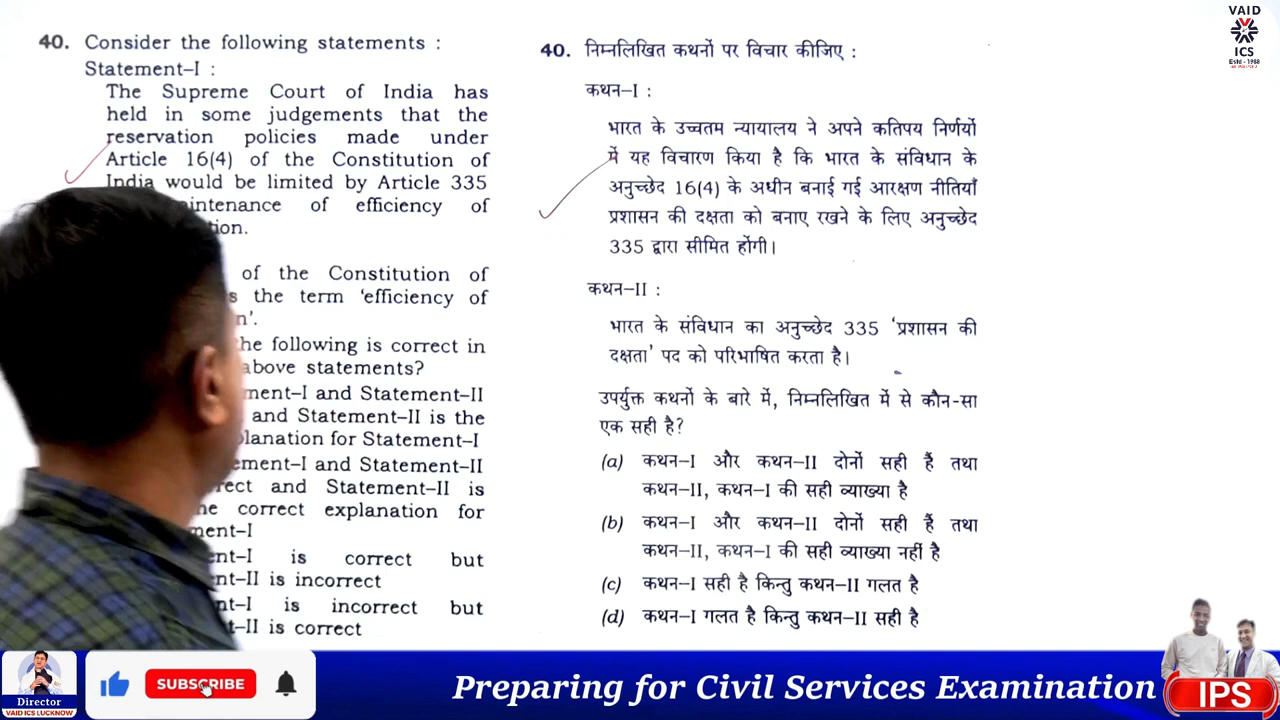 VAID
ICS
Estd - 1988
40. Consider the following statements :
Statement–I :
The Supreme Court of India has
held in some judgements that the
reservation policies made under
Article 16(4) of the Constitution of
India would be limited by Article 335
maintenance of efficiency of
of the Constitution of
the term ‘efficiency of
the following is correct in
above statements?
and Statement–II
and Statement–II is the
for Statement–I
and Statement–II
and Statement–II is
correct explanation for
is correct but
is incorrect
is incorrect but
is correct
40. निम्नलिखित कथनों पर विचार कीजिए :
कथन–I :
भारत के उच्चतम न्यायालय ने अपने कतिपय निर्णयों
में यह विचारण किया है कि भारत के संविधान के
अनुच्छेद 16(4) के अधीन बनाई गई आरक्षण नीतियाँ
प्रशासन की दक्षता को बनाए रखने के लिए अनुच्छेद
335 द्वारा सीमित होंगी।
कथन–II :
भारत के संविधान का अनुच्छेद 335 ‘प्रशासन की
दक्षता’ पद को परिभाषित करता है।
उपर्युक्त कथनों के बारे में, निम्नलिखित में से कौन-सा
एक सही है?
(a) कथन–I और कथन–II दोनों सही हैं तथा
कथन–II, कथन–I की सही व्याख्या है
(b) कथन–I और कथन–II दोनों सही हैं तथा
कथन–II, कथन–I की सही व्याख्या नहीं है
(c) कथन–I सही है किन्तु कथन–II गलत है
(d) कथन–I गलत है किन्तु कथन–II सही है
Director
VAID ICS LUCKNOW
SUBSCRIBE
Preparing for Civil Services Examination
IPS